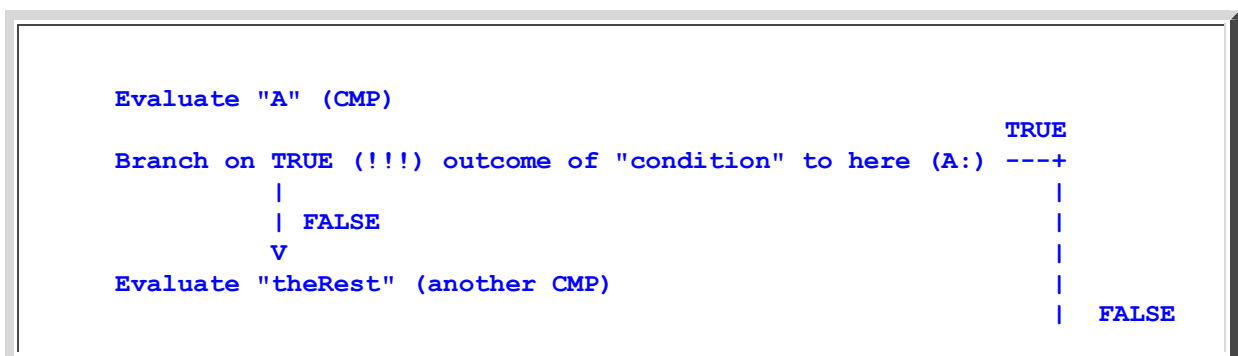 Evaluate "A" (CMP)
TRUE
Branch on TRUE (!!!) outcome of "condition" to here (A:) ---+
| |
| FALSE |
V |
Evaluate "theRest" (another CMP) |
| FALSE